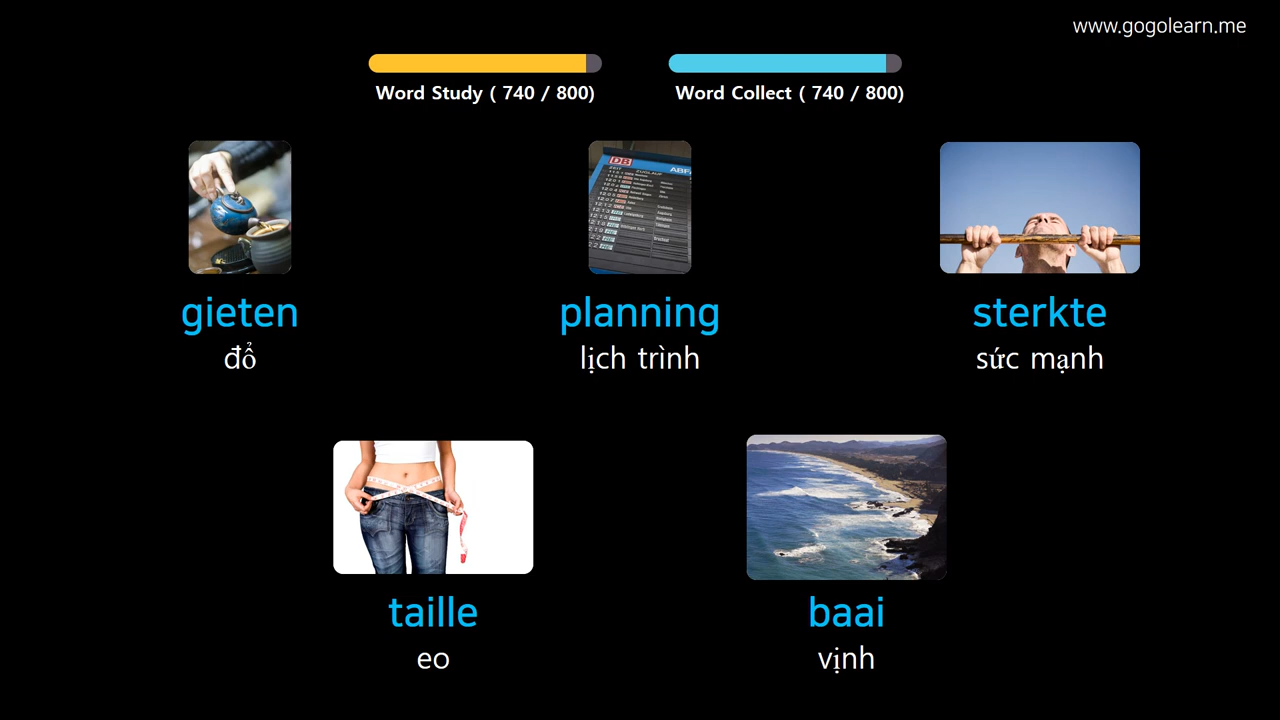 www.gogolearn.me
Word Study ( 740 / 800)
Word Collect ( 740 / 800)
DB
gieten
planning
sterkte
đổ
lịch trình
sức mạnh
taille
baai
eo
vịnh